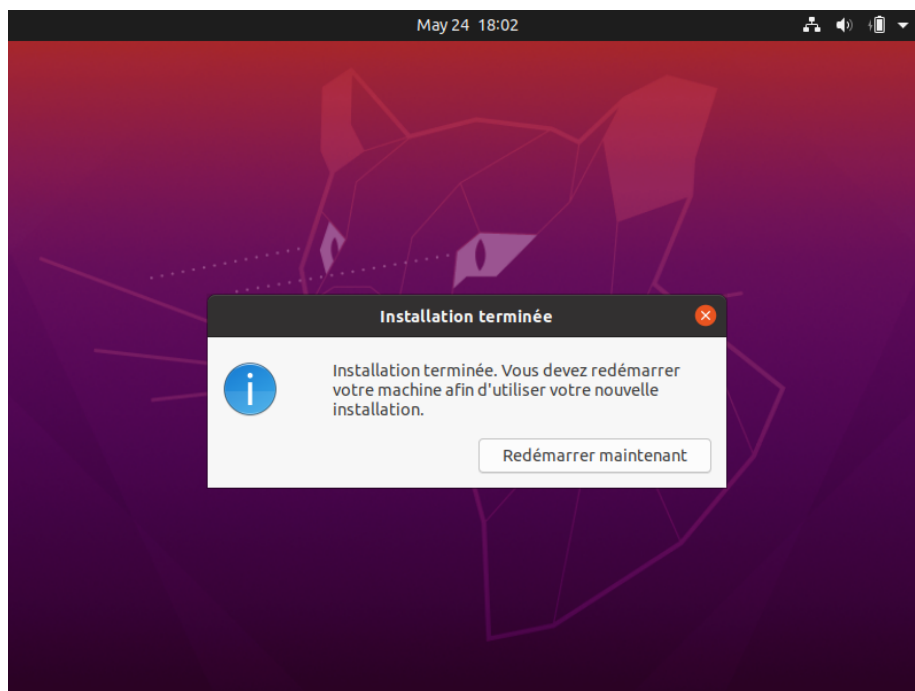 May 24 18:02
Installation terminée
Installation terminée. Vous devez redémarrer
votre machine afin d'utiliser votre nouvelle
installation.
Redémarrer maintenant